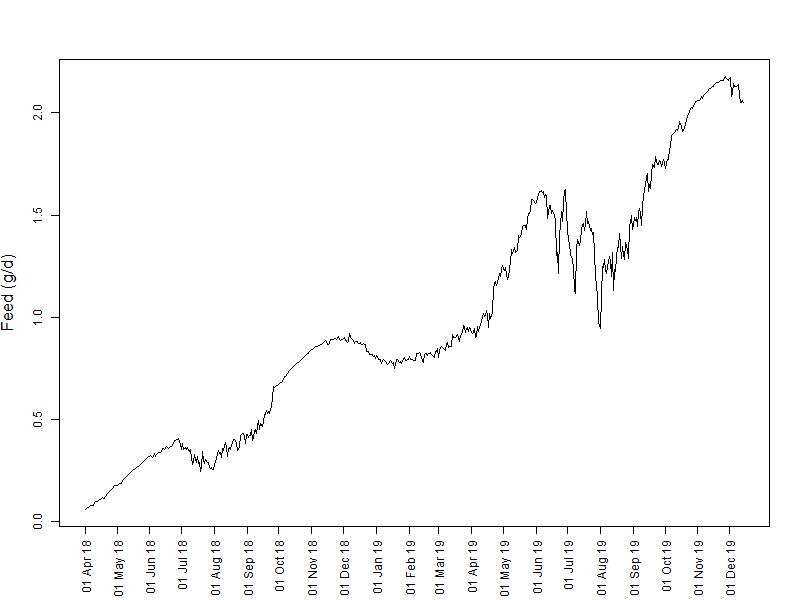 Feed (g/d)
2.0
1.5
1.0
0.5
0.0
01 Apr 18
01 May 18
01 Jun 18
01 Jul 18
01 Aug 18
01 Sep 18
01 Oct 18
01 Nov 18
01 Dec 18
01 Jan 19
01 Feb 19
01 Mar 19
01 Apr 19
01 May 19
01 Jun 19
01 Jul 19
01 Aug 19
01 Sep 19
01 Oct 19
01 Nov 19
01 Dec 19